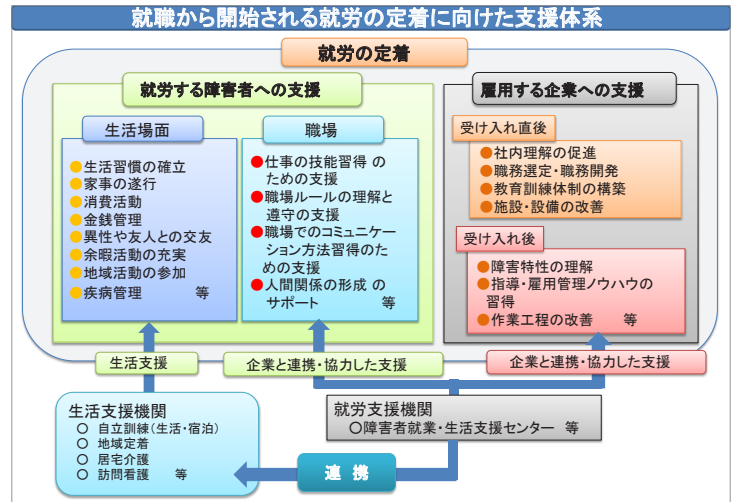 就職から開始される就労の定着に向けた支援体系
就労の定着
就労する障害者への支援
生活場面
●生活習慣の確立
●家事の遂行
●消費活動
●金銭管理
●異性や友人との交友
●余暇活動の充実
●地域活動の参加
●疾病管理 等
職場
●仕事の技能習得 の
ための支援
●職場ルールの理解と
遵守の支援
●職場でのコミュニケー
ション方法習得のた
めの支援
●人間関係の形成 の
サポート 等
雇用する企業への支援
受け入れ直後
●社内理解の促進
●職務選定・職務開発
●教育訓練体制の構築
●施設・設備の改善
受け入れ後
●障害特性の理解
●指導・雇用管理ノウハウの
習得
●作業工程の改善 等
生活支援
企業と連携・協力した支援
企業と連携・協力した支援
生活支援機関
○ 自立訓練(生活・宿泊)
○ 地域定着
○ 居宅介護
○ 訪問看護 等
就労支援機関
○障害者就業・生活支援センター 等
連 携